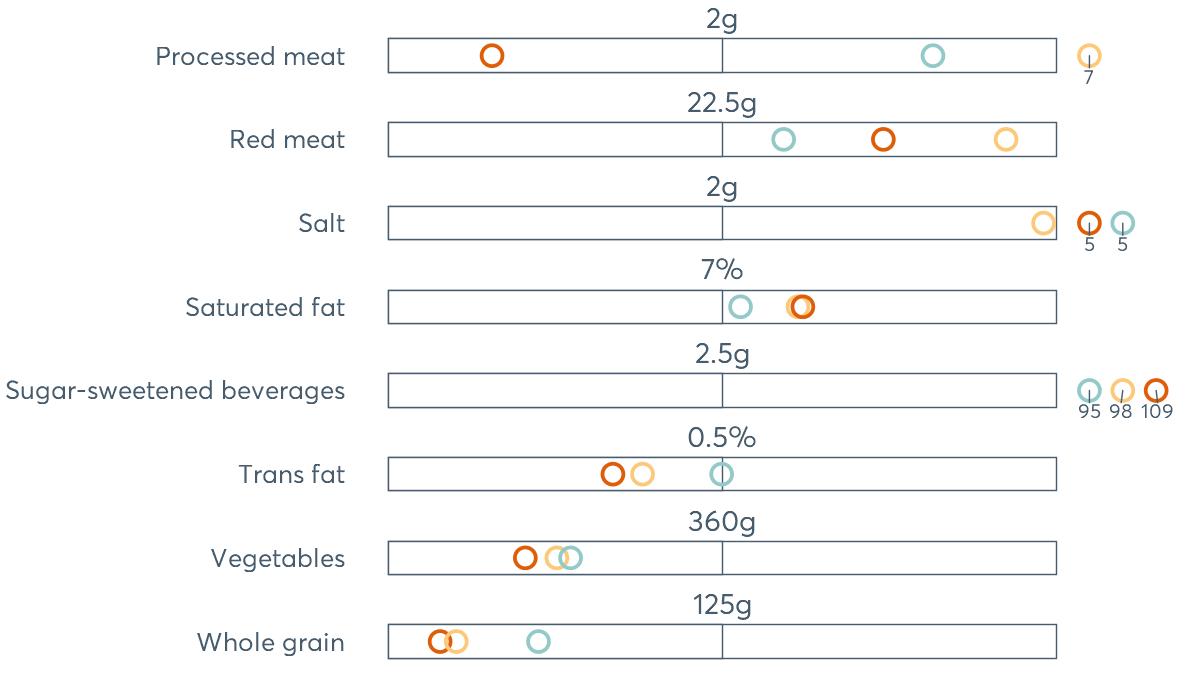 2g
Processed meat
7
22.5g
Red meat
2g
Salt
5 5
7%
Saturated fat
2.5g
Sugar-sweetened beverages
95 98 109
0.5%
Trans fat
360g
Vegetables
125g
Whole grain